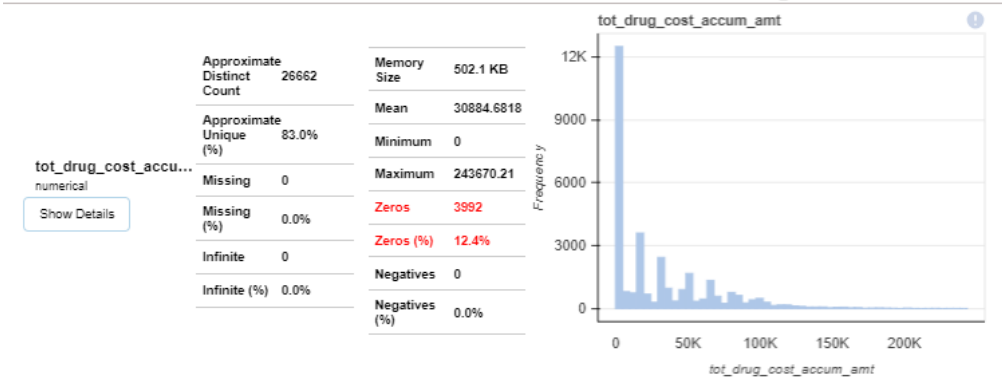 tot_drug_cost_accu...
numerical
Show Details
Approximate
Distinct
Count
26662
Approximate
Unique
(%)
83.0%
Missing 0
Missing
(%)
0.0%
Infinite 0
Infinite (%) 0.0%
Memory
Size
502.1 KB
Mean 30884.6818
Minimum 0
Maximum 243670.21
Zeros 3992
Zeros (%) 12.4%
Negatives 0
Negatives
(%)
0.0%
tot_drug_cost_accum_amt
!
Frequency
12K
9000
6000
3000
0
0 50K 100K 150K 200K
tot_drug_cost_accum_amt